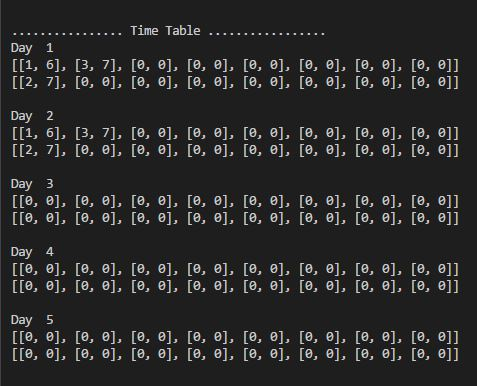 ................ Time Table .................
Day  1
[[1, 6], [3, 7], [0, 0], [0, 0], [0, 0], [0, 0], [0, 0], [0, 0]]
[[2, 7], [0, 0], [0, 0], [0, 0], [0, 0], [0, 0], [0, 0], [0, 0]]
Day  2
[[1, 6], [3, 7], [0, 0], [0, 0], [0, 0], [0, 0], [0, 0], [0, 0]]
[[2, 7], [0, 0], [0, 0], [0, 0], [0, 0], [0, 0], [0, 0], [0, 0]]
Day  3
[[0, 0], [0, 0], [0, 0], [0, 0], [0, 0], [0, 0], [0, 0], [0, 0]]
[[0, 0], [0, 0], [0, 0], [0, 0], [0, 0], [0, 0], [0, 0], [0, 0]]
Day  4
[[0, 0], [0, 0], [0, 0], [0, 0], [0, 0], [0, 0], [0, 0], [0, 0]]
[[0, 0], [0, 0], [0, 0], [0, 0], [0, 0], [0, 0], [0, 0], [0, 0]]
Day  5
[[0, 0], [0, 0], [0, 0], [0, 0], [0, 0], [0, 0], [0, 0], [0, 0]]
[[0, 0], [0, 0], [0, 0], [0, 0], [0, 0], [0, 0], [0, 0], [0, 0]]